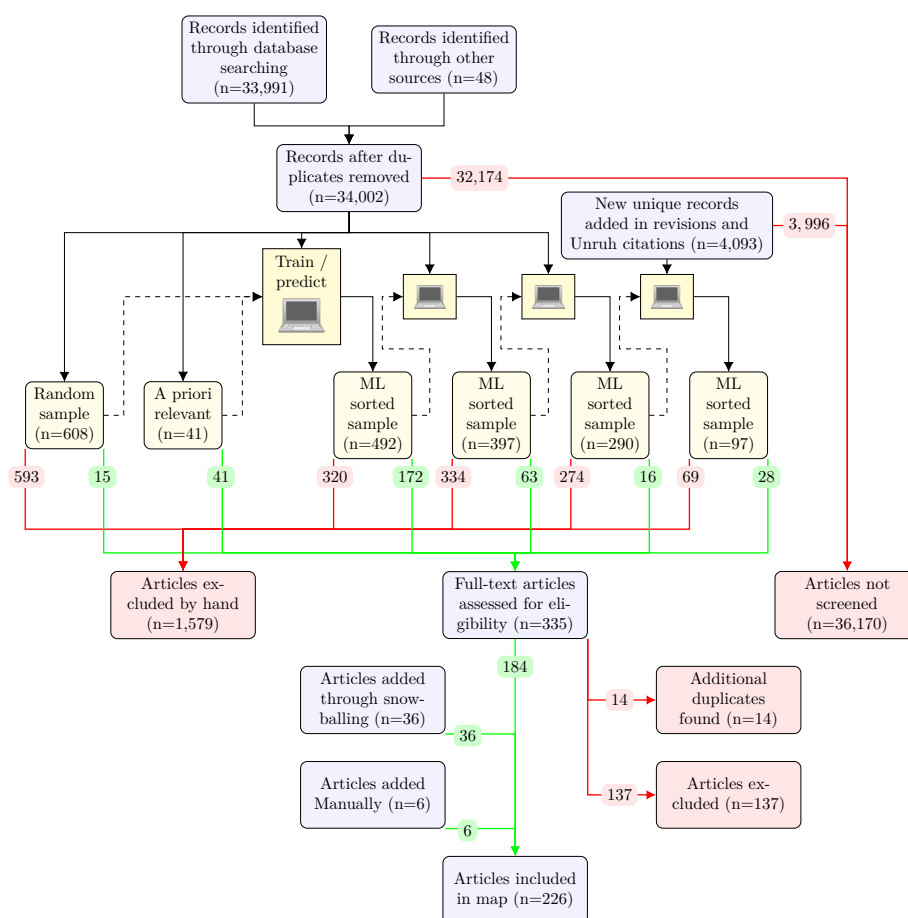 Records identified
through database
searching
(n=33,991)
Records identified
through other
sources (n=48)
Records after du-
plicates removed
(n=34,002)
32,174
New unique records
added in revisions and
Unruh citations (n=4,093)
3,996
Train /
predict
Random
sample
(n=608)
A priori
relevant
(n=41)
ML
sorted
sample
(n=492)
ML
sorted
sample
(n=397)
ML
sorted
sample
(n=290)
ML
sorted
sample
(n=97)
593
15
41
320
172
334
63
274
16
69
28
Articles ex-
cluded by hand
(n=1,579)
Full-text articles
assessed for eli-
gibility (n=335)
Articles not
screened
(n=36,170)
184
Articles added
through snow-
balling (n=36)
14
Additional
duplicates
found (n=14)
36
Articles added
Manually (n=6)
137
Articles ex-
cluded (n=137)
6
Articles included
in map (n=226)